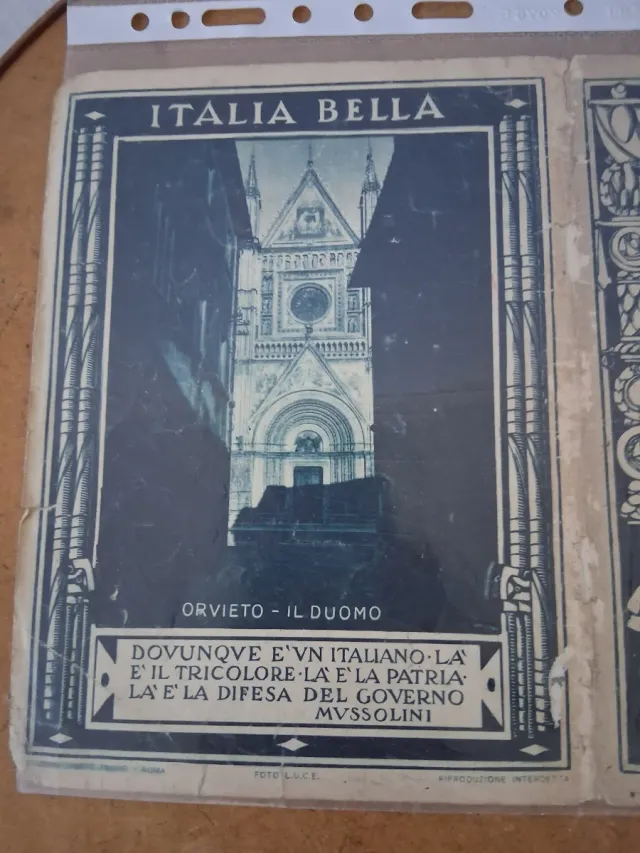 ITALIA BELLA
ORVIETO - IL DUOMO
DOVUNQVE E' VN ITALIANO·LA'
E' IL TRICOLORE·LA' E' LA PATRIA·
LA' E' LA DIFESA DEL GOVERNO
MVSSOLINI
ROMA
FOTO L.U.C.E.
RIPRODUZIONE INTERDETTA